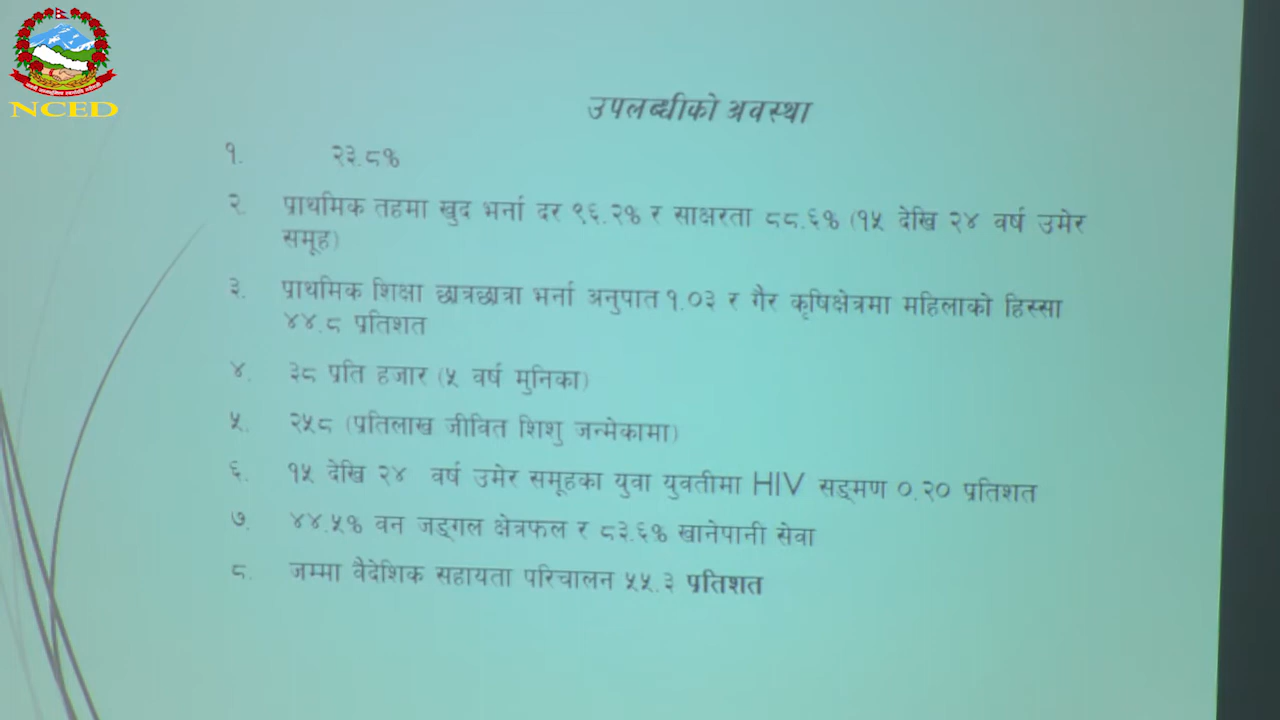 NCED
उपलब्धीको अवस्था
१. २३.८%
२. प्राथमिक तहमा खुद भर्ना दर ९६.२% र साक्षरता ८८.६% (१५ देखि २४ वर्ष उमेर
समूह)
३. प्राथमिक शिक्षा छात्रछात्रा भर्ना अनुपात १.०३ र गैर कृषिक्षेत्रमा महिलाको हिस्सा
४४.८ प्रतिशत
४. ३८ प्रति हजार (५ वर्ष मुनिका)
५. २५८ (प्रतिलाख जीवित शिशु जन्मेकामा)
६. १५ देखि २४ वर्ष उमेर समूहका युवा युवतीमा HIV सङ्मण ०.२० प्रतिशत
७. ४४.५% वन जङ्गल क्षेत्रफल र ८३.६% खानेपानी सेवा
८. जम्मा वैदेशिक सहायता परिचालन ५५.३ प्रतिशत